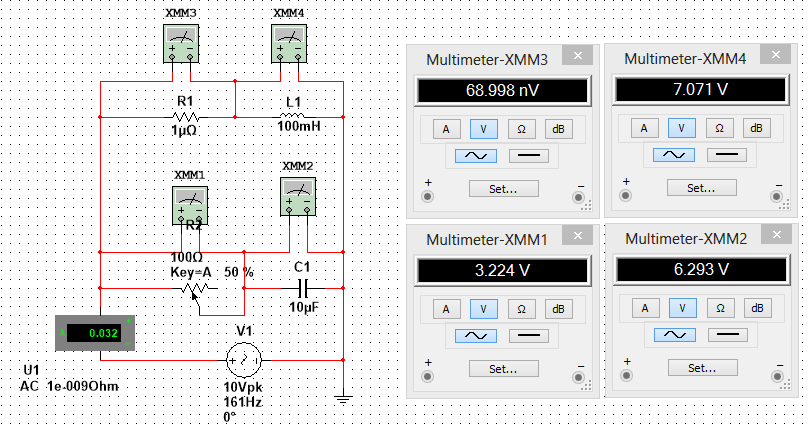 XMM3
XMM4
R1
1µΩ
L1
100mH
XMM1
XMM2
R2
100Ω
Key=A 50 %
C1
10µF
0.032
V1
U1
AC 1e-009Ohm
10Vpk
161Hz
0°
Multimeter-XMM3
68.998 nV
A V Ω dB
Set...
+ −
Multimeter-XMM4
7.071 V
A V Ω dB
Set...
+ −
Multimeter-XMM1
3.224 V
A V Ω dB
Set...
+ −
Multimeter-XMM2
6.293 V
A V Ω dB
Set...
+ −